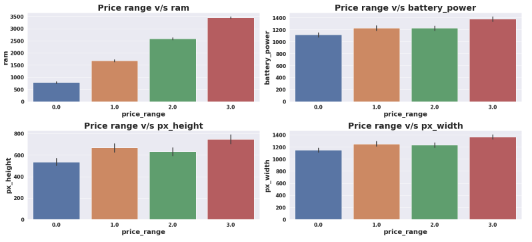 Price range v/s ram
3500
3000
2500
2000
1500
1000
500
0
ram
0.0 1.0 2.0 3.0
price_range
Price range v/s battery_power
1400
1200
1000
800
600
400
200
0
battery_power
0.0 1.0 2.0 3.0
price_range
Price range v/s px_height
800
600
400
200
0
px_height
0.0 1.0 2.0 3.0
price_range
Price range v/s px_width
1400
1200
1000
800
600
400
200
0
px_width
0.0 1.0 2.0 3.0
price_range